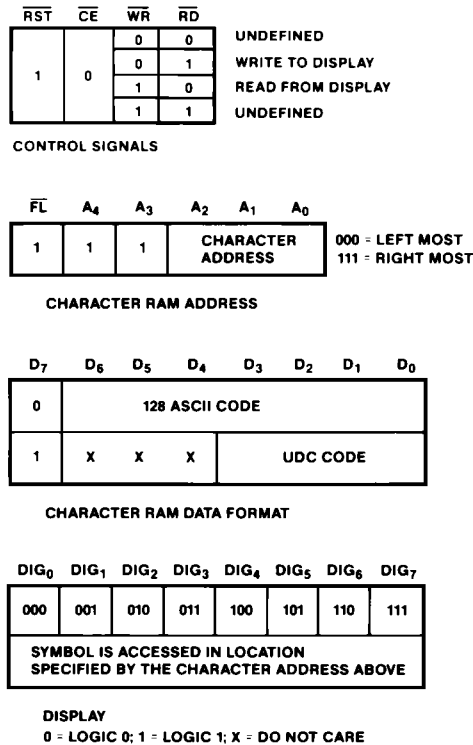 RST CE WR RD
0 0 UNDEFINED
0 1 WRITE TO DISPLAY
1 0
1 0 READ FROM DISPLAY
1 1 UNDEFINED
CONTROL SIGNALS
FL A4 A3 A2 A1 A0
1 1 1 CHARACTER ADDRESS
000 = LEFT MOST
111 = RIGHT MOST
CHARACTER RAM ADDRESS
D7 D6 D5 D4 D3 D2 D1 D0
0 128 ASCII CODE
1 X X X UDC CODE
CHARACTER RAM DATA FORMAT
DIG0 DIG1 DIG2 DIG3 DIG4 DIG5 DIG6 DIG7
000 001 010 011 100 101 110 111
SYMBOL IS ACCESSED IN LOCATION
SPECIFIED BY THE CHARACTER ADDRESS ABOVE
DISPLAY
0 = LOGIC 0; 1 = LOGIC 1; X = DO NOT CARE